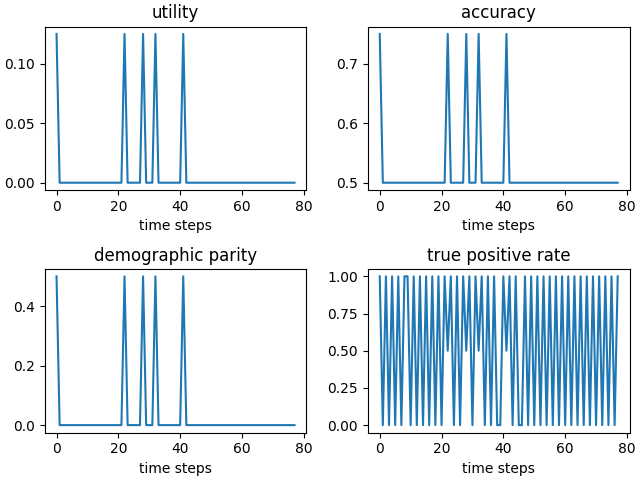 utility
0.10
0.05
0.00
0 20 40 60 80
time steps
accuracy
0.7
0.6
0.5
0 20 40 60 80
time steps
demographic parity
0.4
0.2
0.0
0 20 40 60 80
time steps
true positive rate
1.00
0.75
0.50
0.25
0.00
0 20 40 60 80
time steps